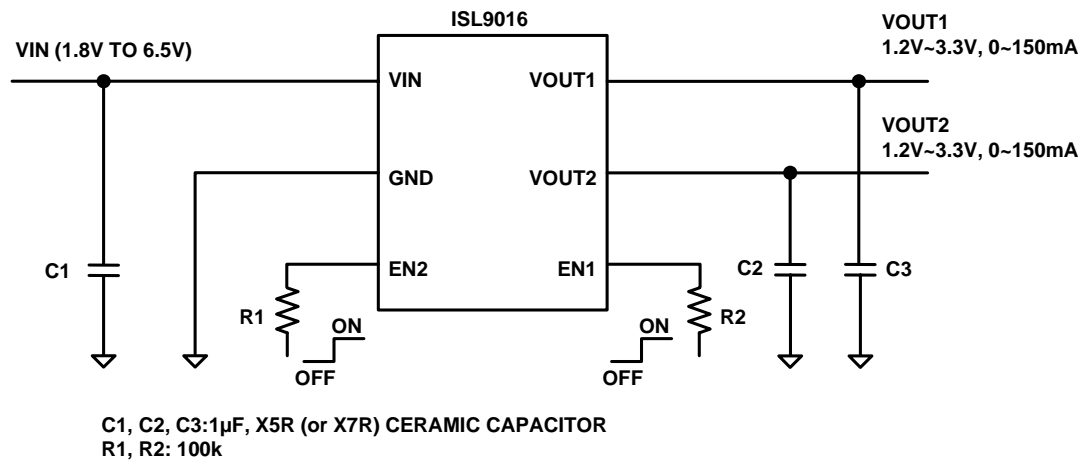 ISL9016
VIN (1.8V TO 6.5V)
VOUT1
1.2V~3.3V, 0~150mA
VIN
VOUT1
VOUT2
1.2V~3.3V, 0~150mA
GND
VOUT2
C1
EN2
EN1
C2
C3
R1
ON
OFF
ON
OFF
R2
C1, C2, C3:1µF, X5R (or X7R) CERAMIC CAPACITOR
R1, R2: 100k